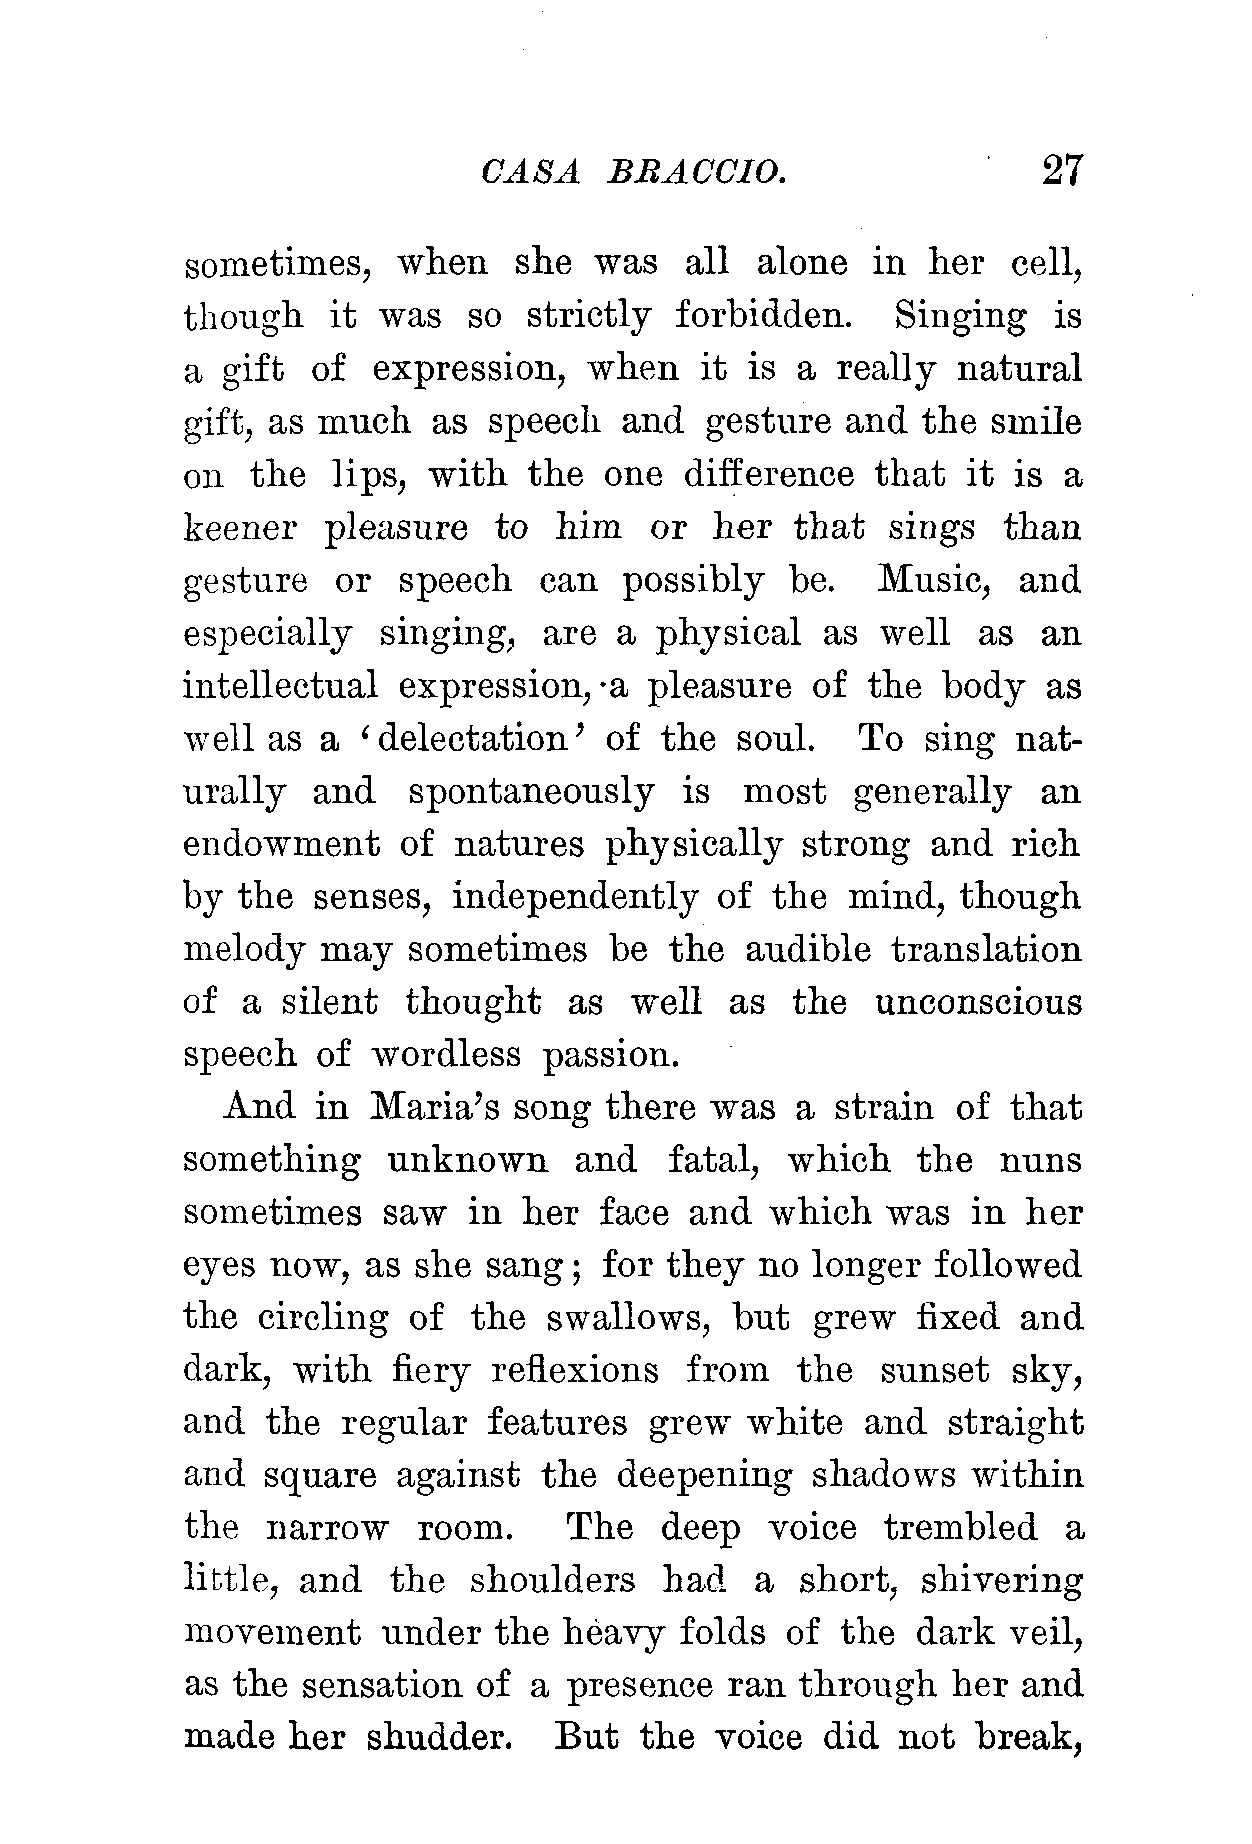 CASA BRACCIO. 27
sometimes, when she was all alone in her cell,
though it was so strictly forbidden. Singing is
a gift of expression, when it is a really natural
gift, as much as speech and gesture and the smile
on the lips, with the one difference that it is a
keener pleasure to him or her that sings than
gesture or speech can possibly be. Music, and
especially singing, are a physical as well as an
intellectual expression, a pleasure of the body as
well as a ‘delectation’ of the soul. To sing nat-
urally and spontaneously is most generally an
endowment of natures physically strong and rich
by the senses, independently of the mind, though
melody may sometimes be the audible translation
of a silent thought as well as the unconscious
speech of wordless passion.
And in Maria’s song there was a strain of that
something unknown and fatal, which the nuns
sometimes saw in her face and which was in her
eyes now, as she sang; for they no longer followed
the circling of the swallows, but grew fixed and
dark, with fiery reflexions from the sunset sky,
and the regular features grew white and straight
and square against the deepening shadows within
the narrow room. The deep voice trembled a
little, and the shoulders had a short, shivering
movement under the heavy folds of the dark veil,
as the sensation of a presence ran through her and
made her shudder. But the voice did not break,